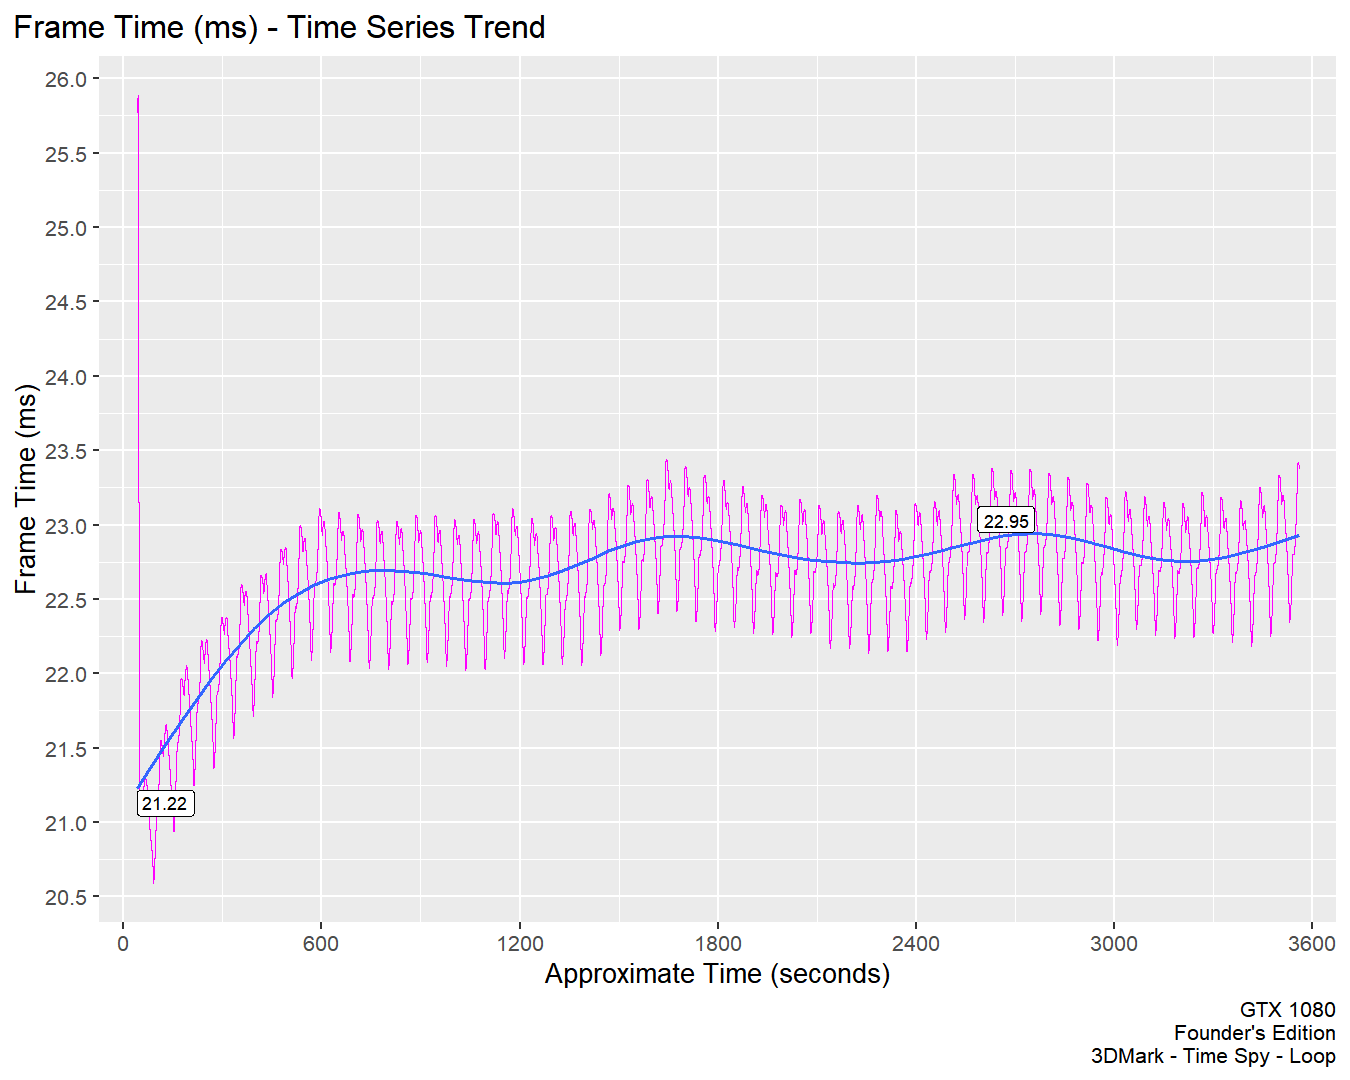 Frame Time (ms) - Time Series Trend
26.0
25.5
25.0
24.5
24.0
23.5
23.0
22.5
22.0
21.5
21.0
20.5
Frame Time (ms)
22.95
21.22
0 600 1200 1800 2400 3000 3600
Approximate Time (seconds)
GTX 1080
Founder's Edition
3DMark - Time Spy - Loop